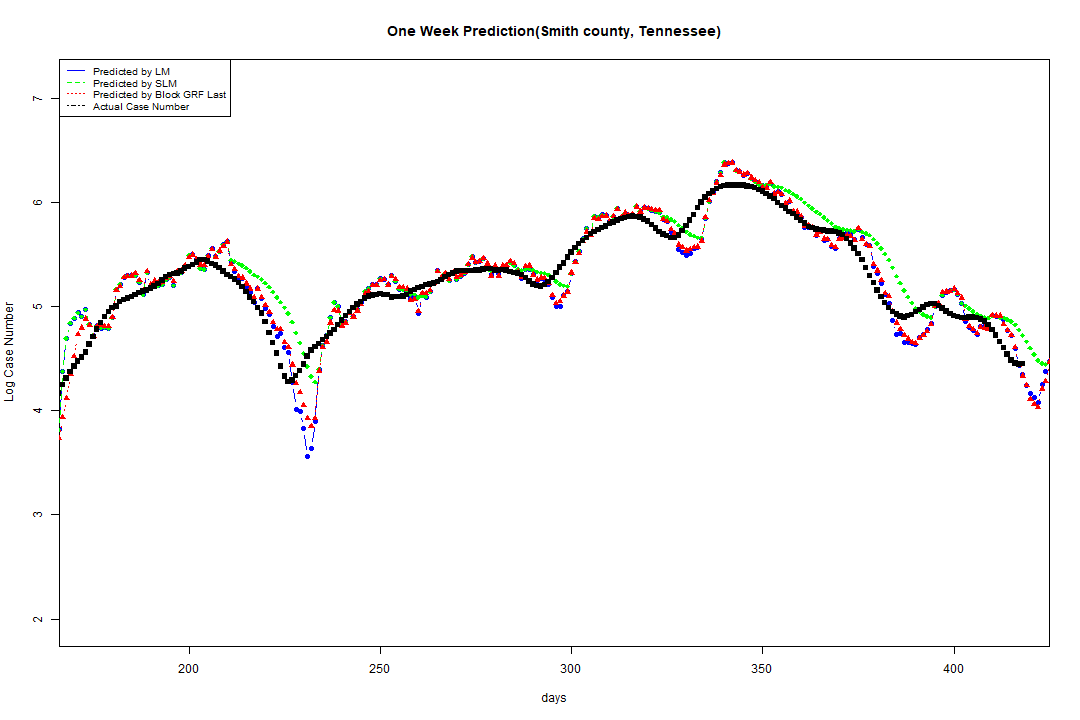 One Week Prediction(Smith county, Tennessee)
Predicted by LM
Predicted by SLM
Predicted by Block GRF Last
Actual Case Number
7
6
5
4
3
2
Log Case Number
200 250 300 350 400
days